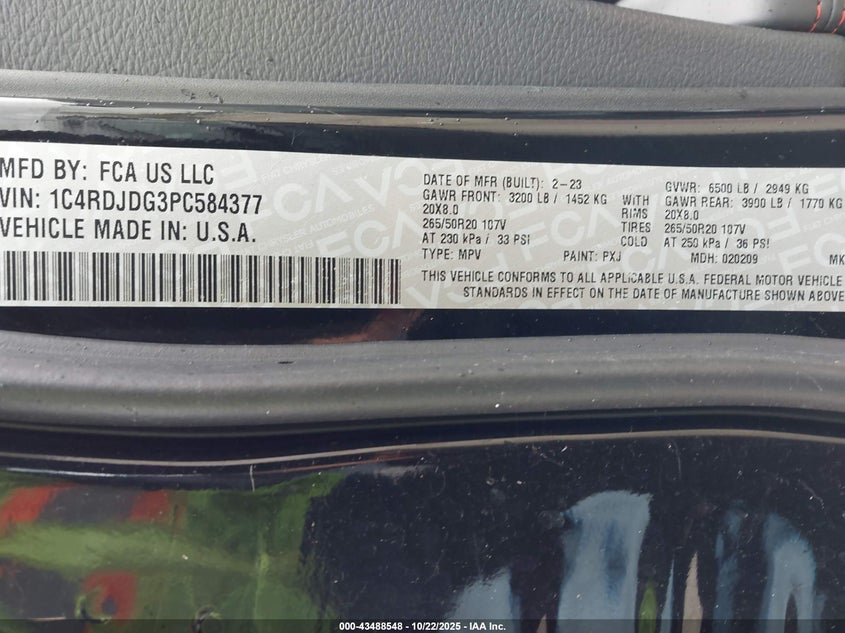 MFD BY: FCA US LLC
VIN: 1C4RDJDG3PC584377
VEHICLE MADE IN: U.S.A.
DATE OF MFR (BUILT): 2-23 GVWR: 6500 LB / 2949 KG
GAWR FRONT: 3200 LB / 1452 KG WITH GAWR REAR: 3990 LB / 1770 KG
20X8.0 RIMS 20X8.0
265/50R20 107V TIRES 265/50R20 107V
AT 230 kPa / 33 PSI COLD AT 250 kPa / 36 PSI
TYPE: MPV PAINT: PXJ MDH: 020209 MK
THIS VEHICLE CONFORMS TO ALL APPLICABLE U.S.A. FEDERAL MOTOR VEHICLE
STANDARDS IN EFFECT ON THE DATE OF MANUFACTURE SHOWN ABOVE
000-43488548 - 10/22/2025 - IAA Inc.